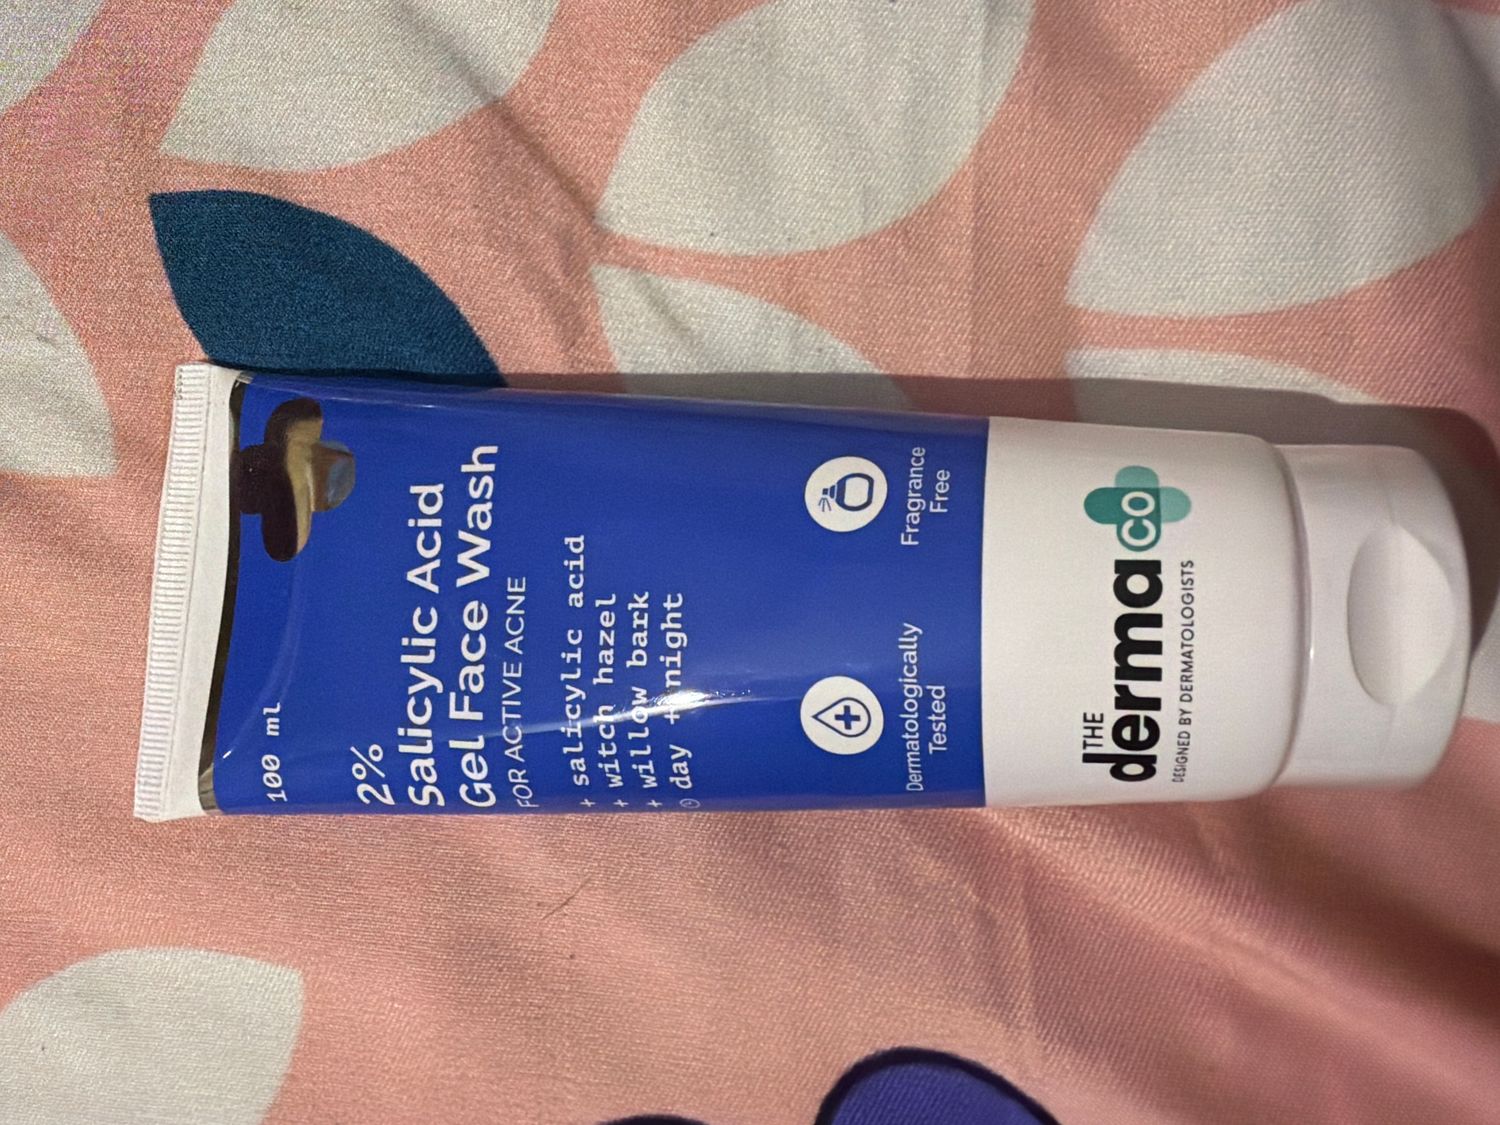 100 ml
2%
Salicylic Acid
Gel Face Wash
FOR ACTIVE ACNE
+ salicylic acid
+ witch hazel
+ willow bark
day + night
Dermatologically
Tested
Fragrance
Free
THE
derma co
DESIGNED BY DERMATOLOGISTS